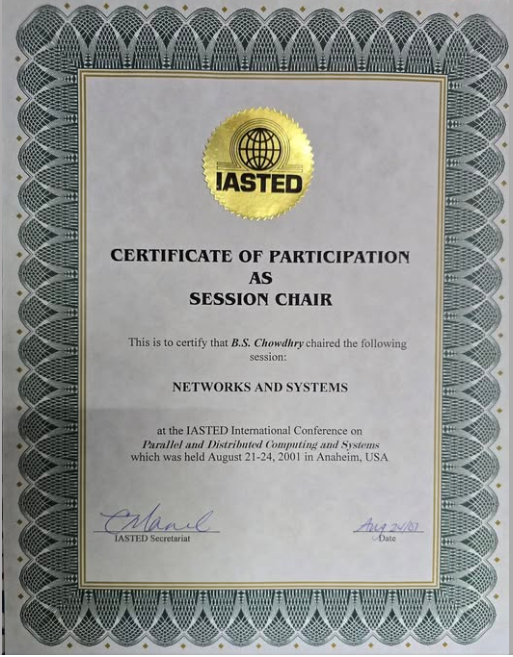 IASTED
CERTIFICATE OF PARTICIPATION
AS
SESSION CHAIR
This is to certify that B.S. Chowdhry chaired the following
session:
NETWORKS AND SYSTEMS
at the IASTED International Conference on
Parallel and Distributed Computing and Systems
which was held August 21-24, 2001 in Anaheim, USA
Aug 24/01
IASTED Secretariat
Date